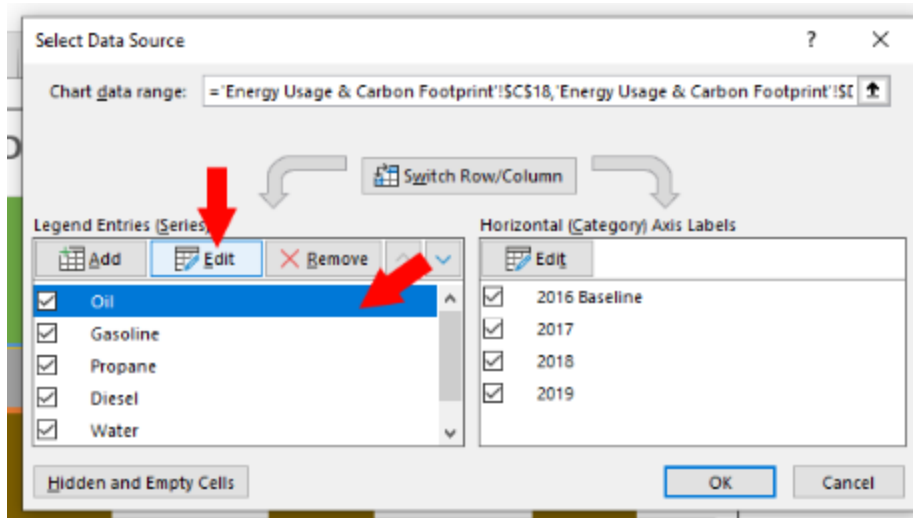 Select Data Source ? ×
Chart data range: ='Energy Usage & Carbon Footprint'!$C$18,'Energy Usage & Carbon Footprint'!$D
Switch Row/Column
Legend Entries (Series)
Horizontal (Category) Axis Labels
Add Edit Remove
Edit
Oil
Gasoline
Propane
Diesel
Water
2016 Baseline
2017
2018
2019
Hidden and Empty Cells
OK Cancel